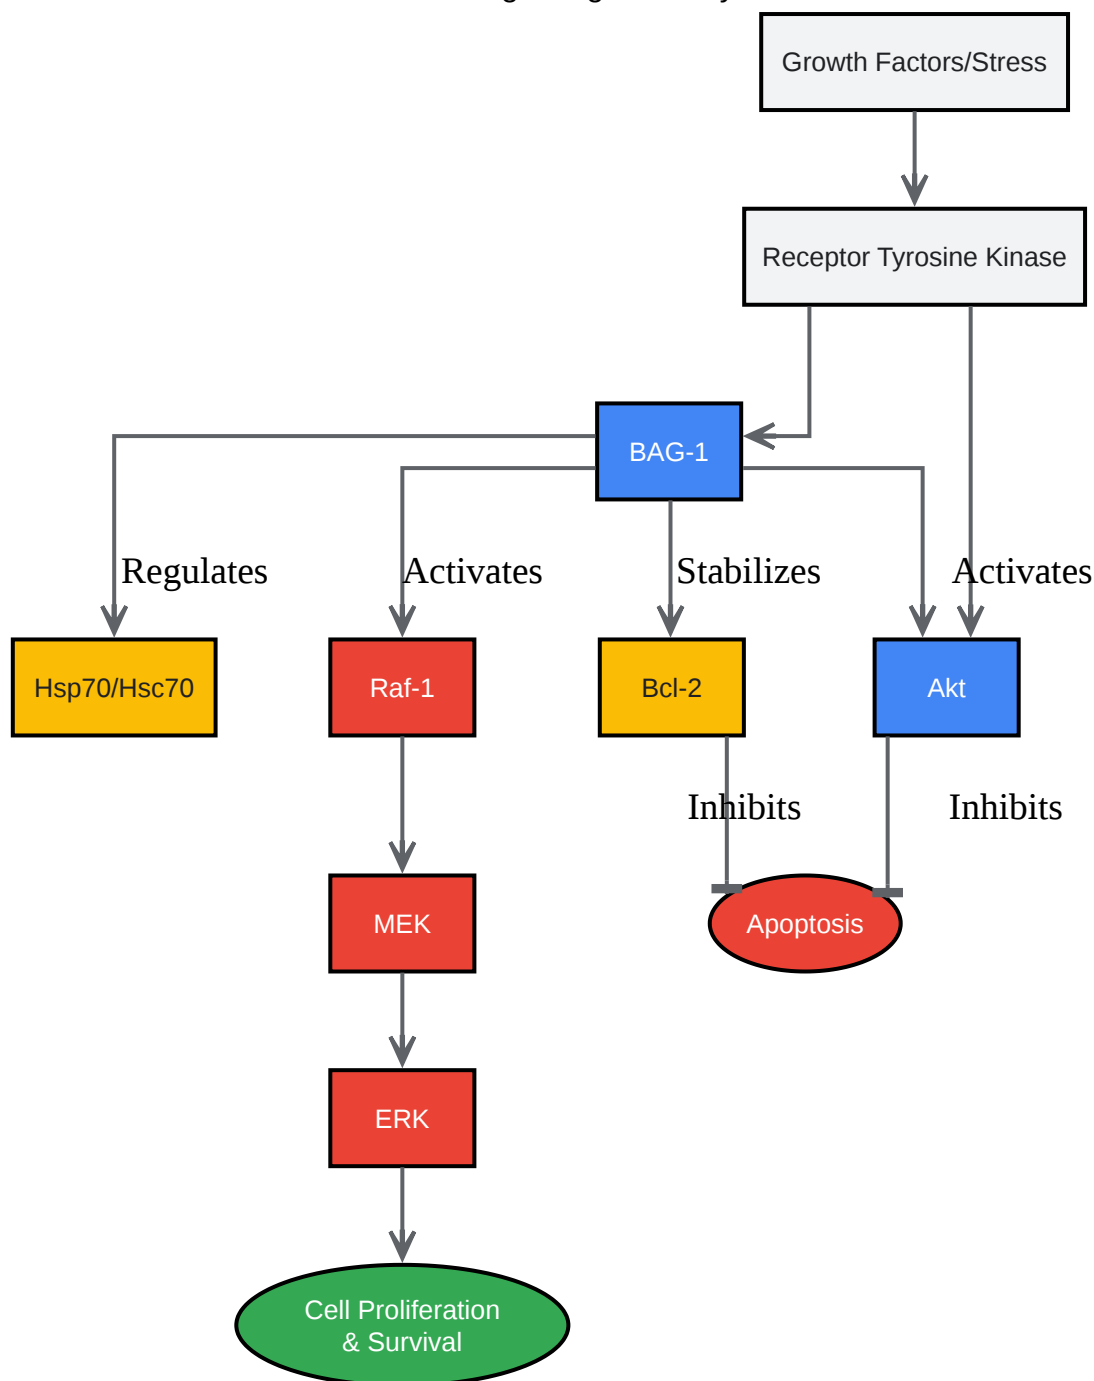 Growth Factors/Stress
Receptor Tyrosine Kinase
BAG-1
Regulates
Activates
Stabilizes
Activates
Hsp70/Hsc70
Raf-1
Bcl-2
Akt
Inhibits
Inhibits
MEK
Apoptosis
ERK
Cell Proliferation
& Survival